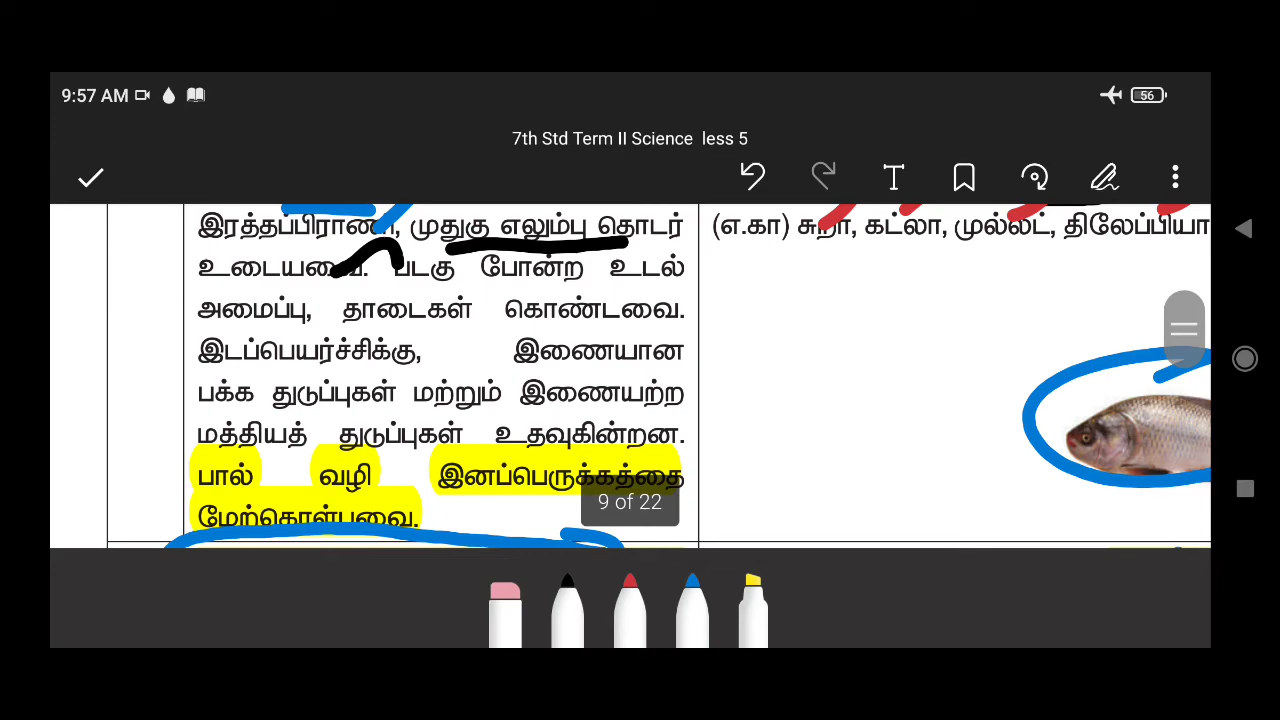 9:57 AM
56
7th Std Term II Science less 5
இரத்தப்பிராணி, முதுகு எலும்பு தொடர்
உடையவை. படகு போன்ற உடல்
அமைப்பு, தாடைகள் கொண்டவை.
இடப்பெயர்ச்சிக்கு, இணையான
பக்க துடுப்புகள் மற்றும் இணையற்ற
மத்தியத் துடுப்புகள் உதவுகின்றன.
பால் வழி இனப்பெருக்கத்தை
மேற்கொள்பவை.
(எ.கா) சுறா, கட்லா, முல்லட், திலேப்பியா
9 of 22